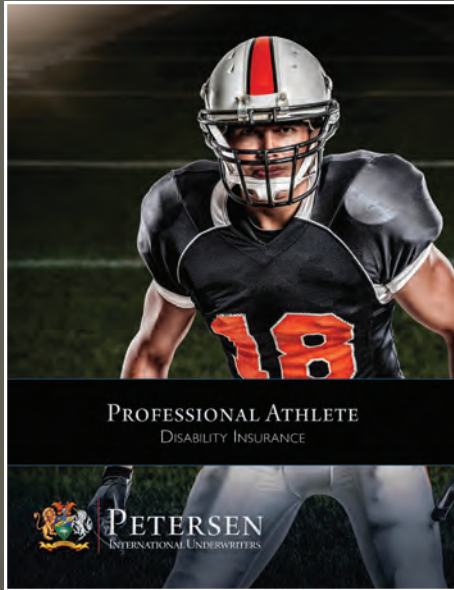 18
PROFESSIONAL ATHLETE
DISABILITY INSURANCE
PETERSEN
INTERNATIONAL UNDERWRITERS